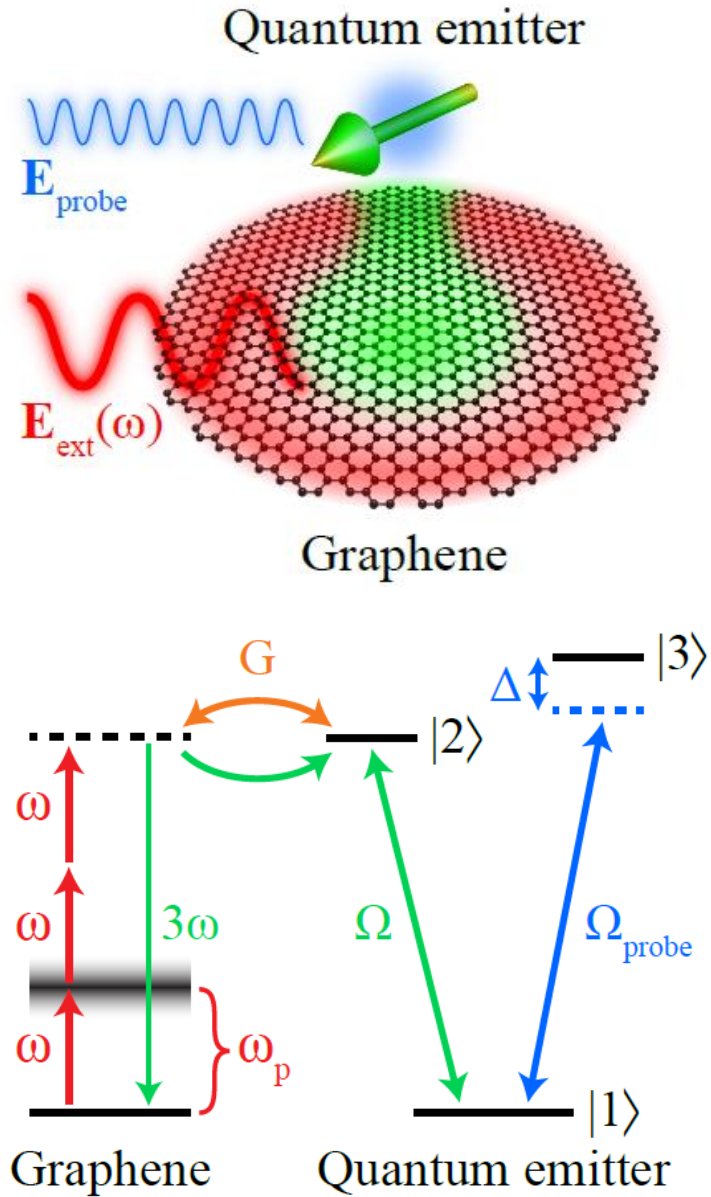 Quantum emitter
E_probe
E_ext(ω)
Graphene
G
|3⟩
Δ
|2⟩
ω
ω
3ω
Ω
Ω_probe
ω
ω_p
|1⟩
Graphene
Quantum emitter